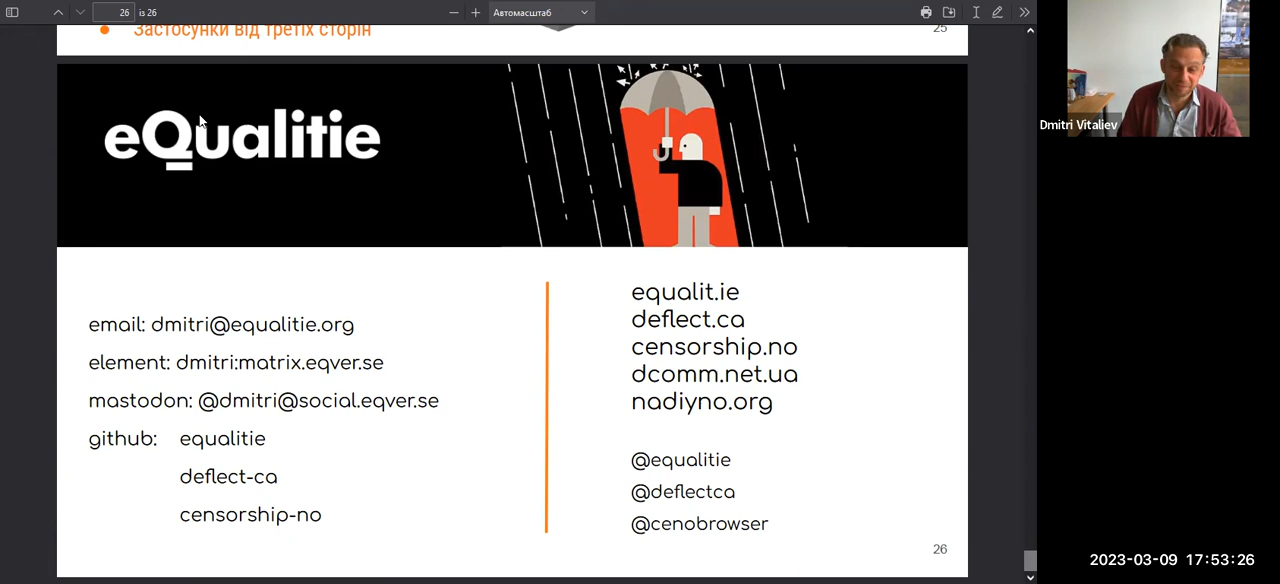 26 із 26
Автомасштаб
Застосунки від третіх сторін
25
eQualitie
email: dmitri@equalitie.org
element: dmitri:matrix.eqver.se
mastodon: @dmitri@social.eqver.se
github: equalitie
deflect-ca
censorship-no
equalit.ie
deflect.ca
censorship.no
dcomm.net.ua
nadiyno.org
@equalitie
@deflectca
@cenobrowser
26
Dmitri Vitaliev
2023-03-09 17:53:26